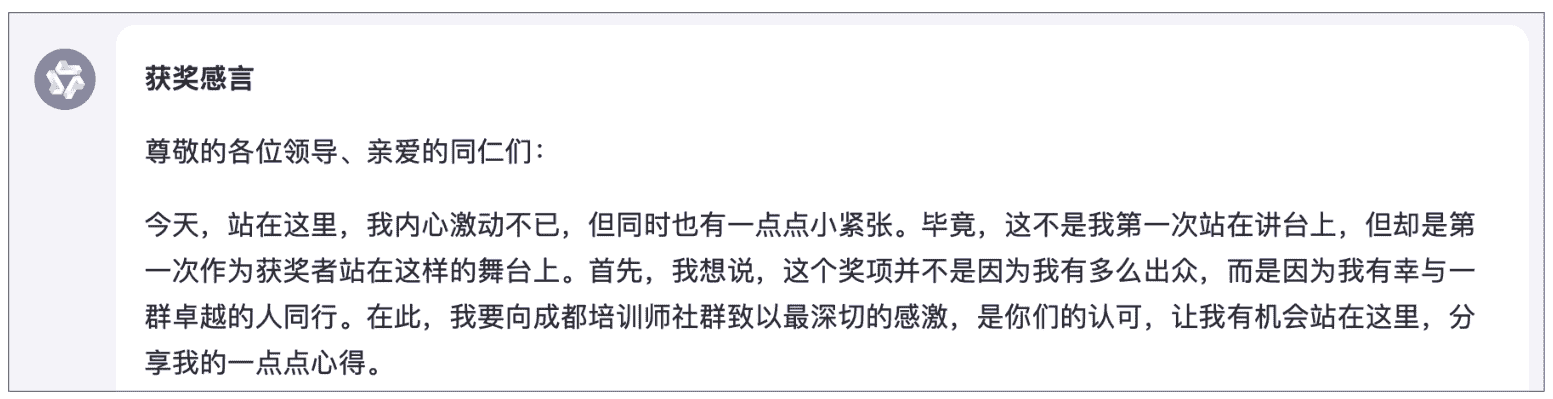 获奖感言
尊敬的各位领导、亲爱的同仁们：
今天，站在这里，我内心激动不已，但同时也有一点点小紧张。毕竟，这不是我第一次站在讲台上，但却是第
一次作为获奖者站在这样的舞台上。首先，我想说，这个奖项并不是因为我有多么出众，而是因为我有幸与一
群卓越的人同行。在此，我要向成都培训师社群致以最深切的感激，是你们的认可，让我有机会站在这里，分
享我的一点点心得。